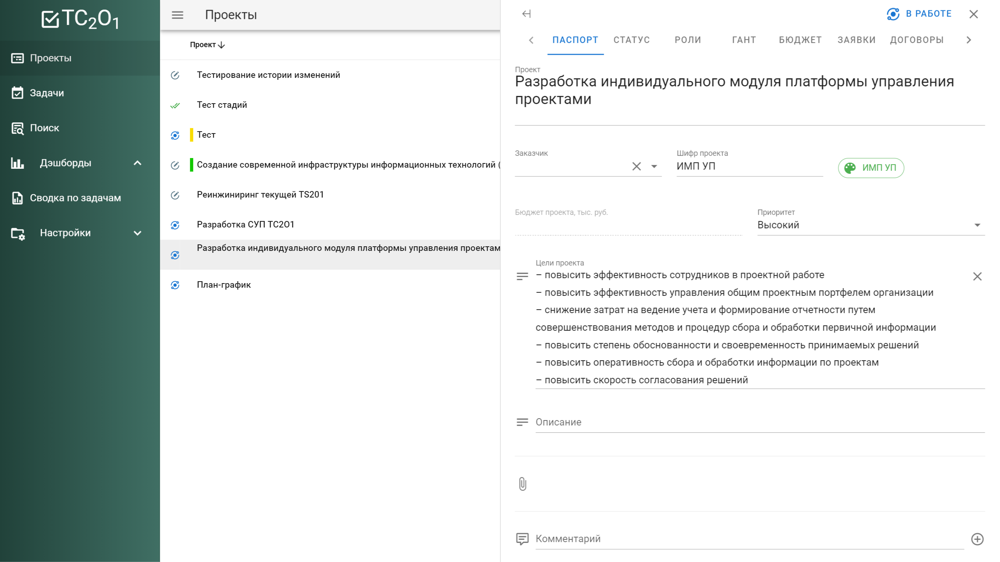 TC2O1
Проекты
Задачи
Поиск
Дэшборды
Сводка по задачам
Настройки
Проекты
Проект
Тестирование истории изменений
Тест стадий
Тест
Создание современной инфраструктуры информационных технологий (
Реинжиниринг текущей TS201
Разработка СУП ТС2О1
Разработка индивидуального модуля платформы управления проектам
План-график
В РАБОТЕ
ПАСПОРТ СТАТУС РОЛИ ГАНТ БЮДЖЕТ ЗАЯВКИ ДОГОВОРЫ
Проект
Разработка индивидуального модуля платформы управления
проектами
Заказчик
Шифр проекта
ИМП УП
ИМП УП
Бюджет проекта, тыс. руб.
Приоритет
Высокий
Цели проекта
– повысить эффективность сотрудников в проектной работе
– повысить эффективность управления общим проектным портфелем организации
– снижение затрат на ведение учета и формирование отчетности путем
совершенствования методов и процедур сбора и обработки первичной информации
– повысить степень обоснованности и своевременность принимаемых решений
– повысить оперативность сбора и обработки информации по проектам
– повысить скорость согласования решений
Описание
Комментарий